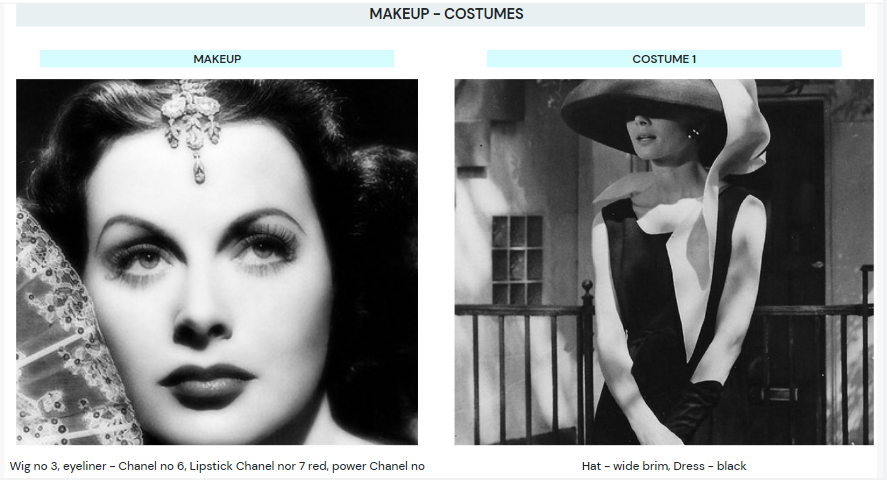 MAKEUP - COSTUMES
MAKEUP
COSTUME 1
Wig no 3, eyeliner - Chanel no 6, Lipstick Chanel nor 7 red, power Chanel no
Hat - wide brim, Dress - black